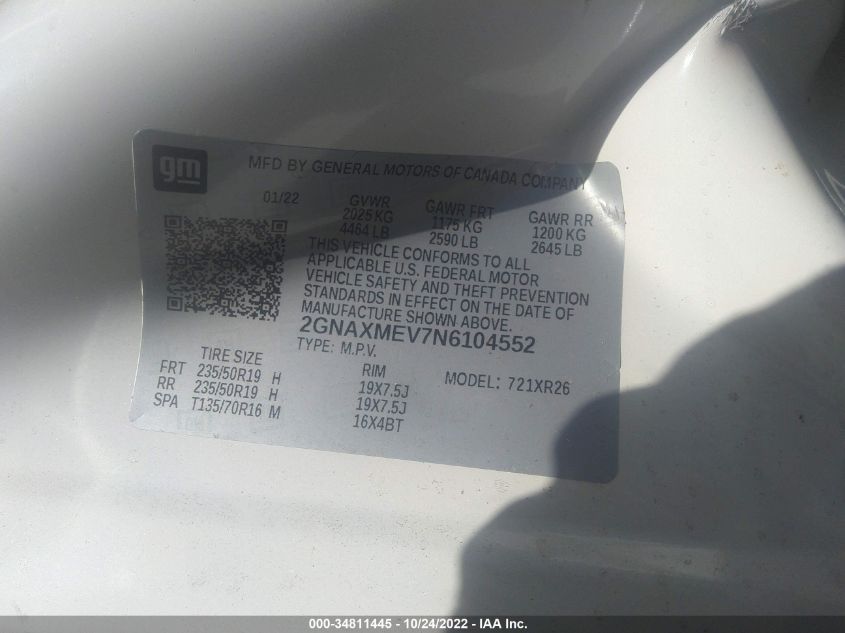 gm
MFD BY GENERAL MOTORS OF CANADA COMPANY
01/22 GVWR GAWR FRT GAWR RR
2025 KG 1175 KG 1200 KG
4464 LB 2590 LB 2645 LB
THIS VEHICLE CONFORMS TO ALL
APPLICABLE U.S. FEDERAL MOTOR
VEHICLE SAFETY AND THEFT PREVENTION
STANDARDS IN EFFECT ON THE DATE OF
MANUFACTURE SHOWN ABOVE.
2GNAXMEV7N6104552
TYPE: M.P.V.
TIRE SIZE RIM MODEL: 721XR26
FRT 235/50R19 H 19X7.5J
RR 235/50R19 H 19X7.5J
SPA T135/70R16 M 16X4BT
000-34811445 - 10/24/2022 - IAA Inc.